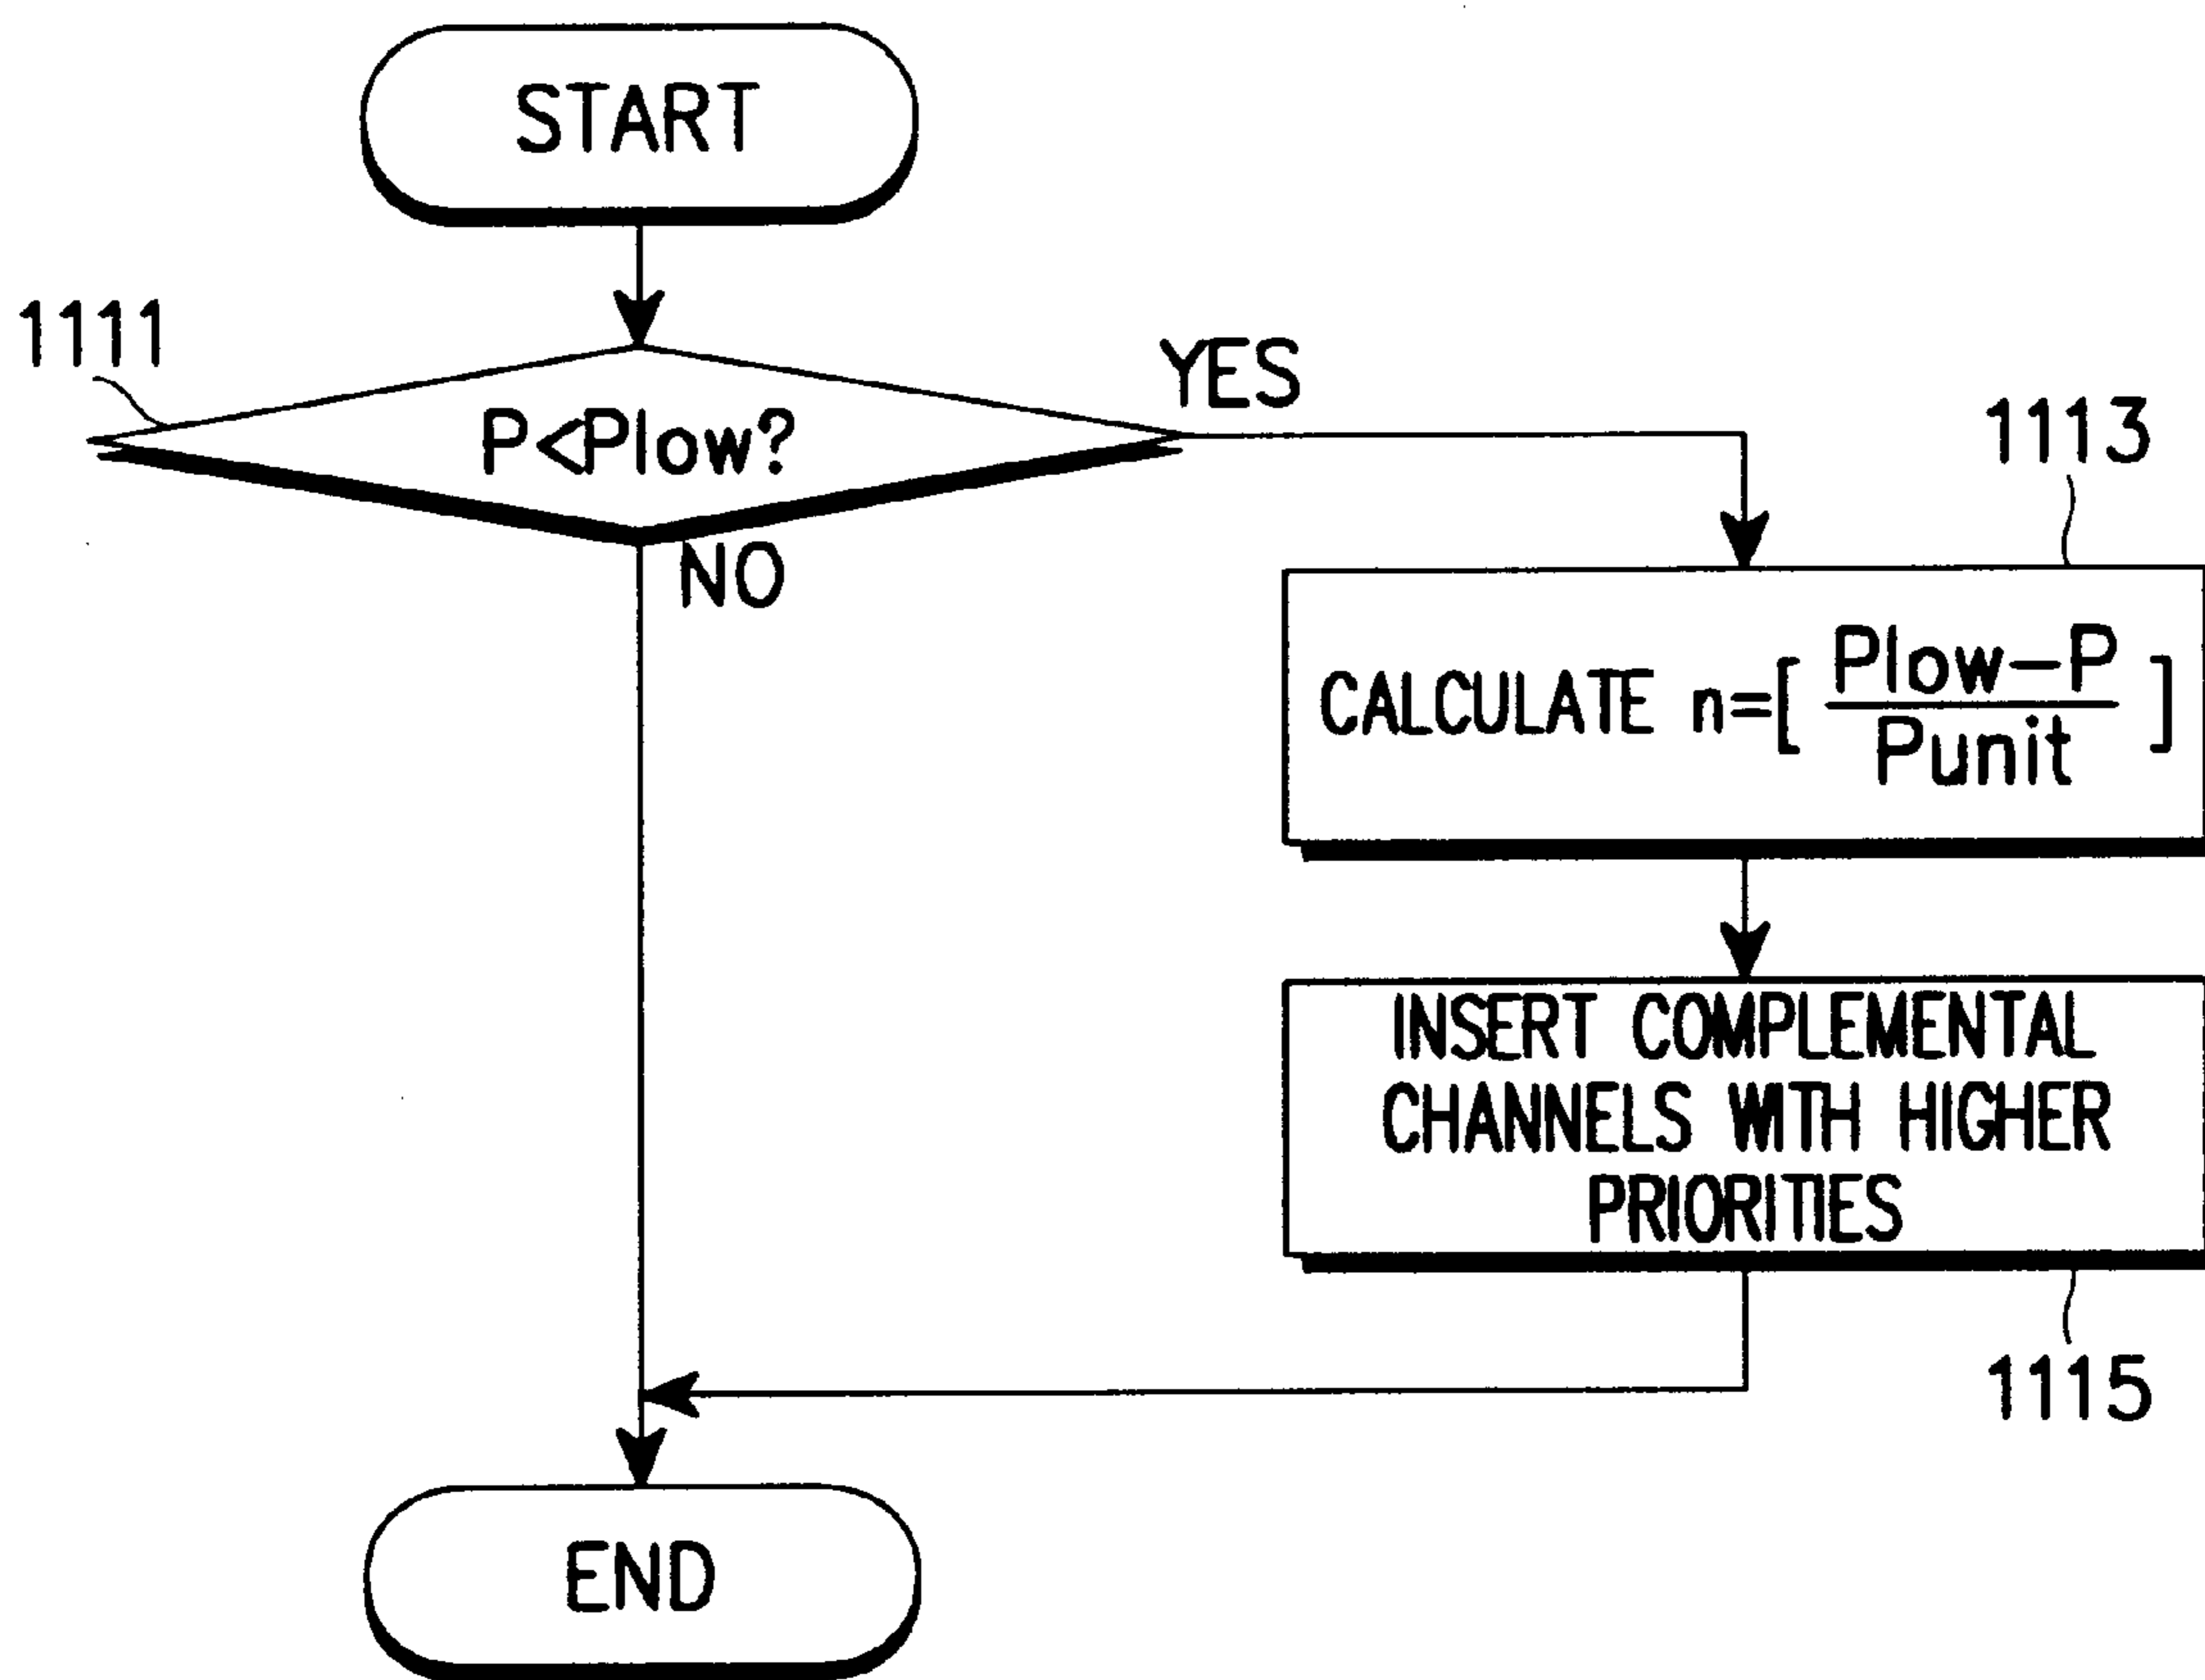 START
1111
P<Plow?
YES
NO
1113
CALCULATE n=[ Plow-P / Punit ]
INSERT COMPLEMENTAL
CHANNELS WITH HIGHER
PRIORITIES
1115
END